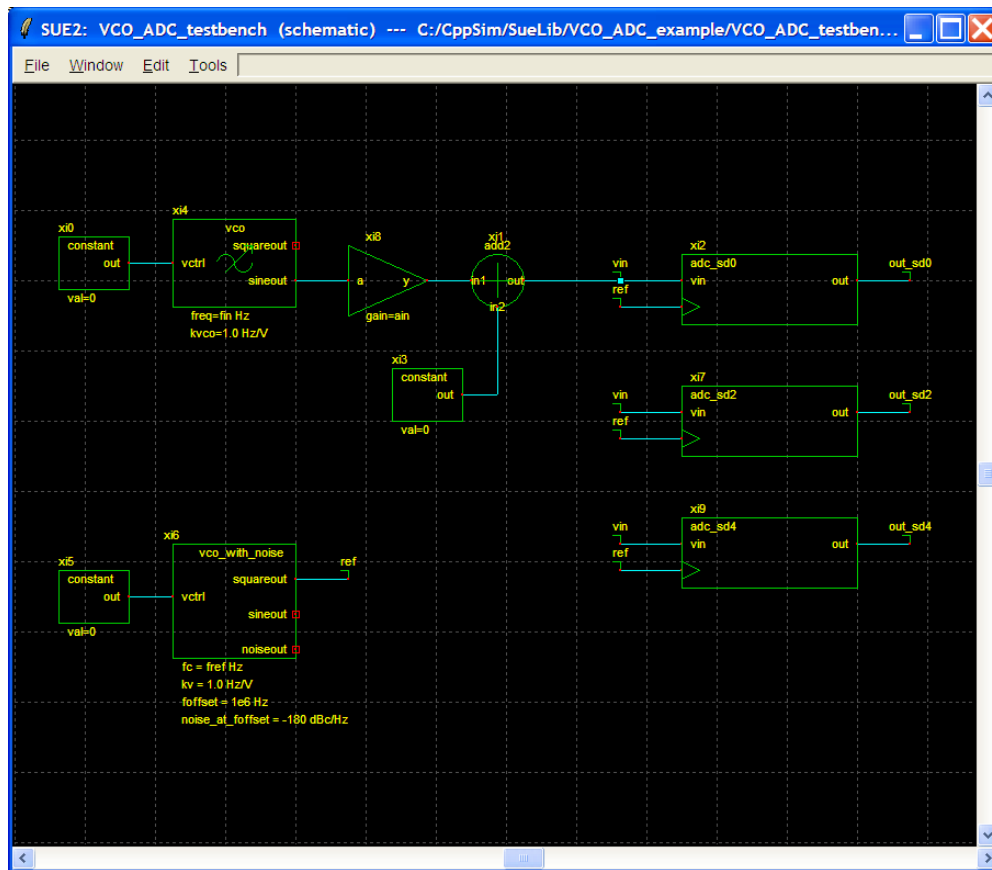 SUE2: VCO_ADC_testbench (schematic) --- C:/CppSim/SueLib/VCO_ADC_example/VCO_ADC_testben...
File Window Edit Tools
xi0
constant
out
val=0
xi4
vco
squareout
vctrl
sineout
freq=fin Hz
kvco=1.0 Hz/V
xi8
a
y
gain=ain
xi1
add2
in1
out
in2
xi3
constant
out
val=0
vin
ref
xi2
adc_sd0
vin
out
out_sd0
vin
ref
xi7
adc_sd2
vin
out
out_sd2
vin
ref
xi9
adc_sd4
vin
out
out_sd4
xi5
constant
out
val=0
xi6
vco_with_noise
squareout
vctrl
sineout
noiseout
ref
fc = fref Hz
kv = 1.0 Hz/V
foffset = 1e6 Hz
noise_at_foffset = -180 dBc/Hz